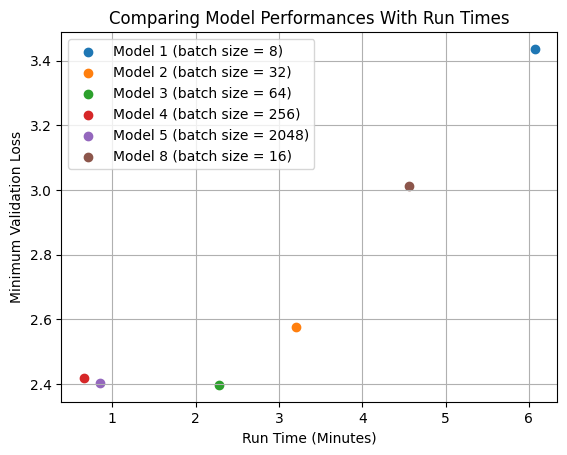 Comparing Model Performances With Run Times
Model 1 (batch size = 8)
Model 2 (batch size = 32)
Model 3 (batch size = 64)
Model 4 (batch size = 256)
Model 5 (batch size = 2048)
Model 8 (batch size = 16)
Minimum Validation Loss
3.4
3.2
3.0
2.8
2.6
2.4
1 2 3 4 5 6
Run Time (Minutes)